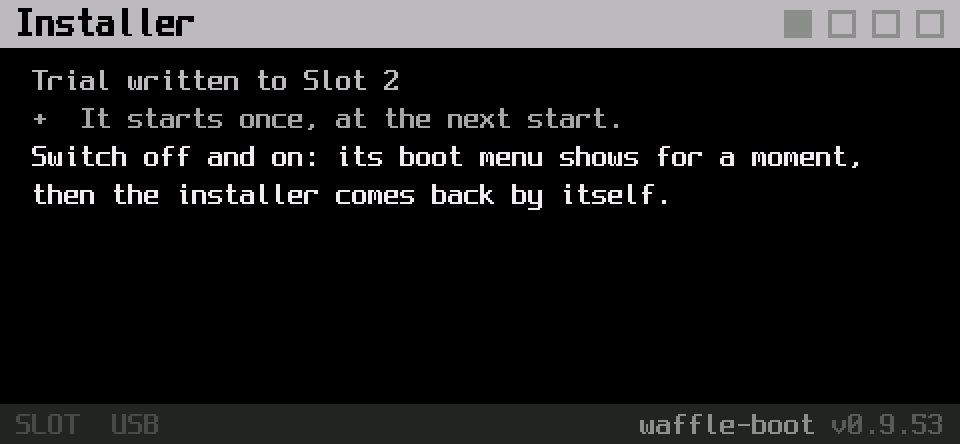 Installer
Trial written to Slot 2
+ It starts once, at the next start.
Switch off and on: its boot menu shows for a moment,
then the installer comes back by itself.
SLOT USB
waffle-boot v0.9.53